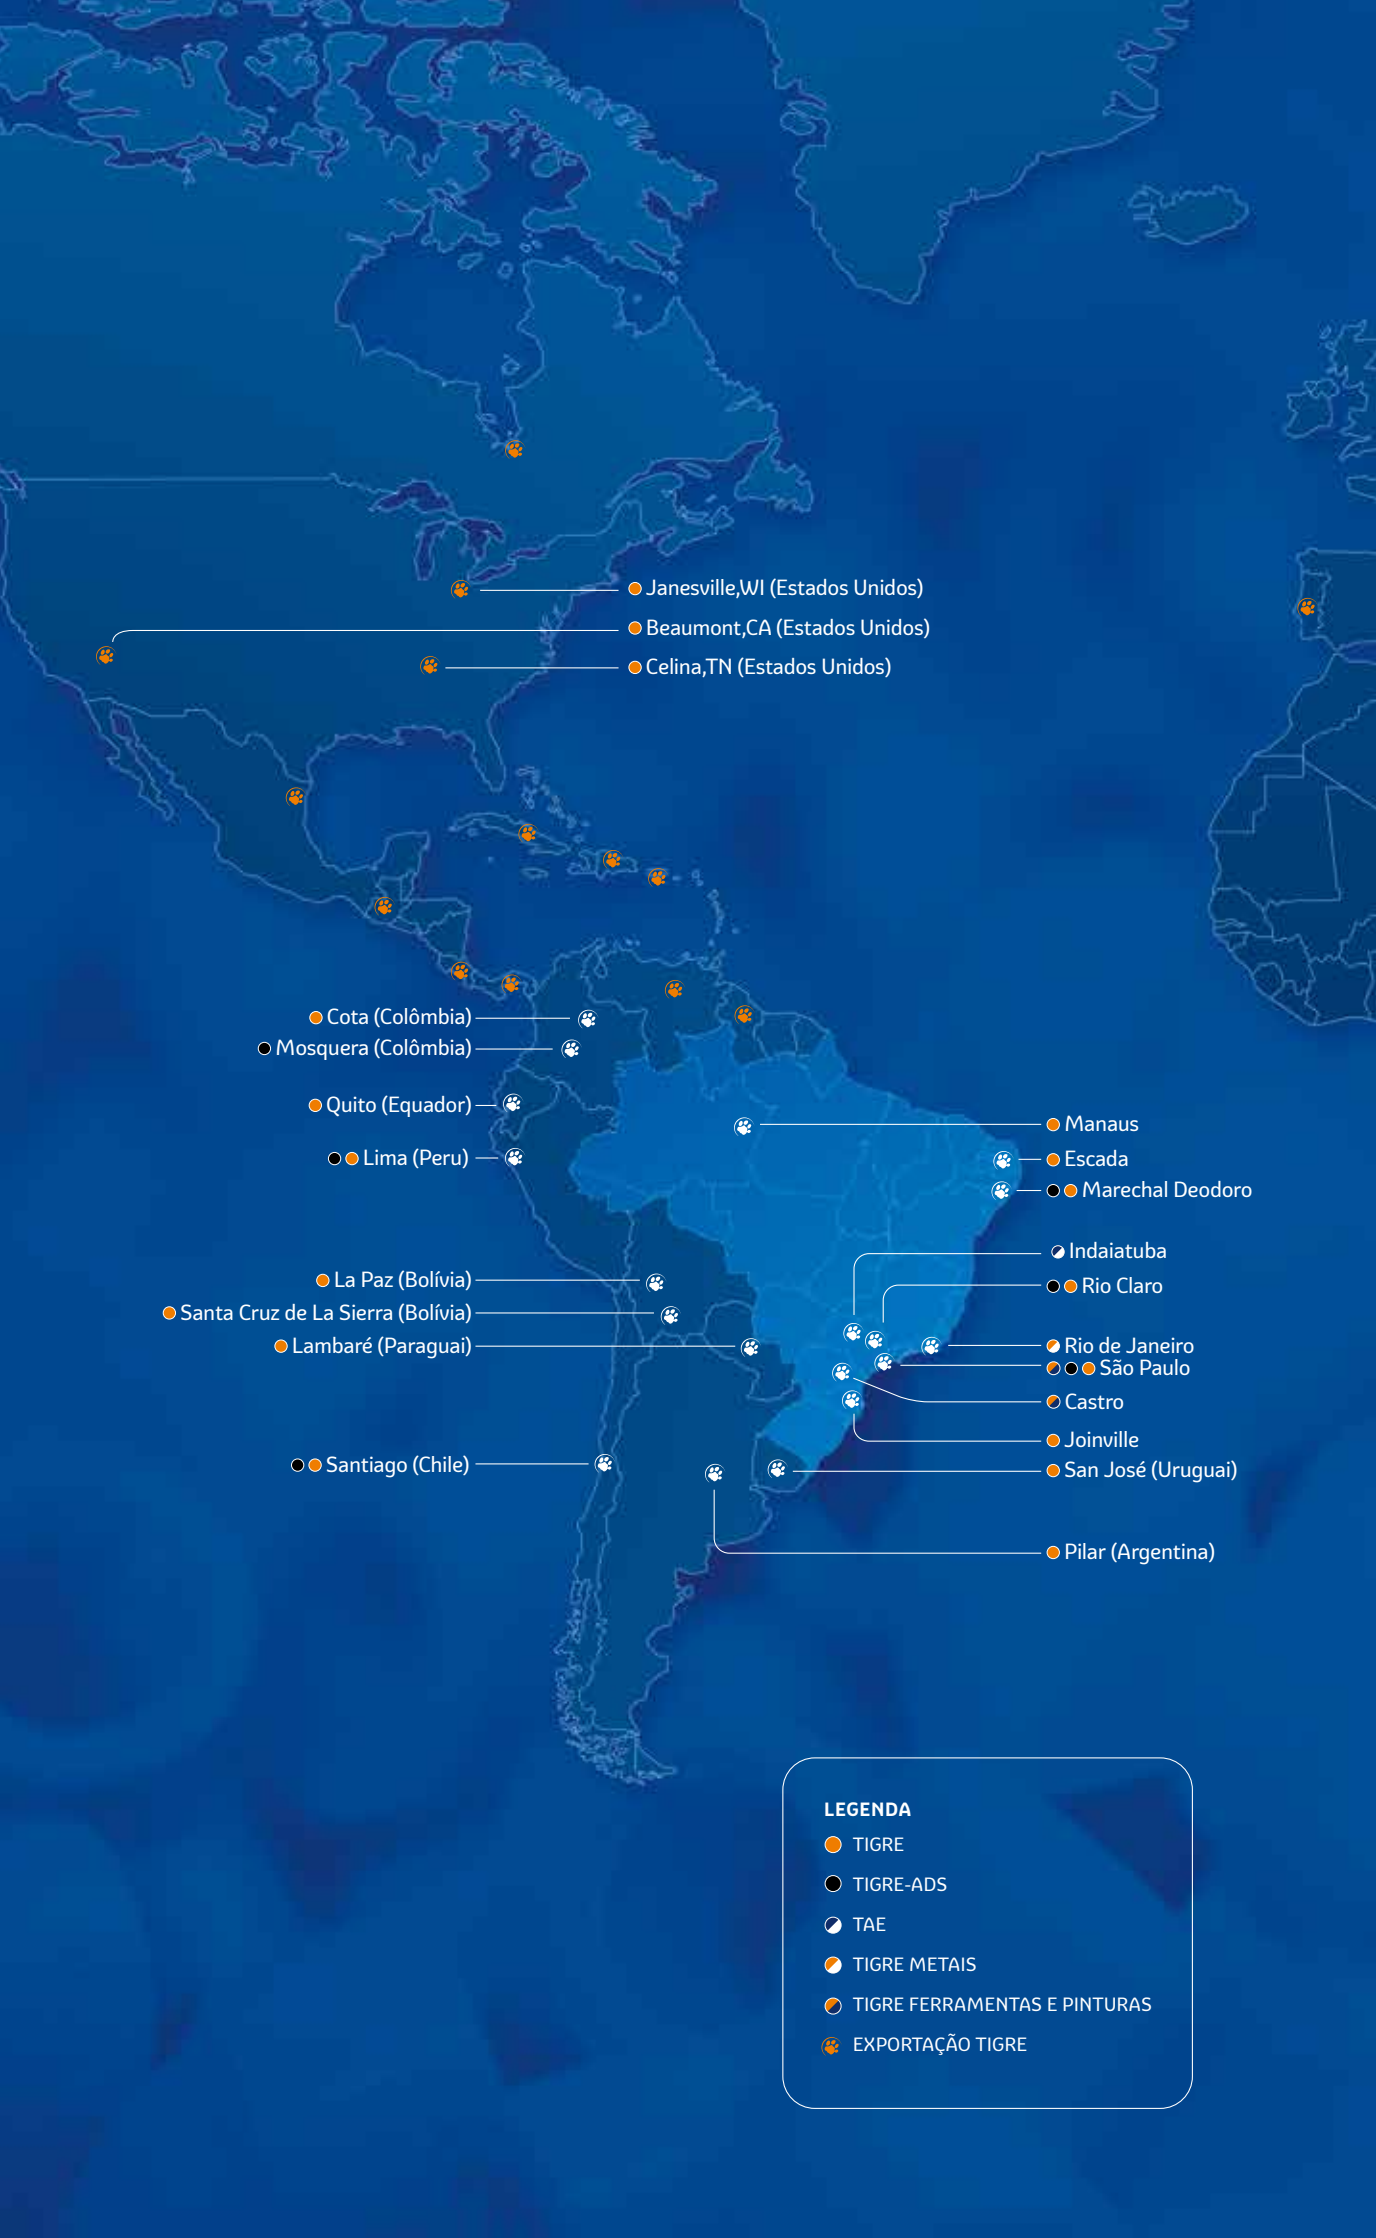 Janesville,WI (Estados Unidos)
Beaumont,CA (Estados Unidos)
Celina,TN (Estados Unidos)
Cota (Colômbia)
Mosquera (Colômbia)
Quito (Equador)
Lima (Peru)
La Paz (Bolívia)
Santa Cruz de La Sierra (Bolívia)
Lambaré (Paraguai)
Santiago (Chile)
Manaus
Escada
Marechal Deodoro
Indaiatuba
Rio Claro
Rio de Janeiro
São Paulo
Castro
Joinville
San José (Uruguai)
Pilar (Argentina)
LEGENDA
TIGRE
TIGRE-ADS
TAE
TIGRE METAIS
TIGRE FERRAMENTAS E PINTURAS
EXPORTAÇÃO TIGRE